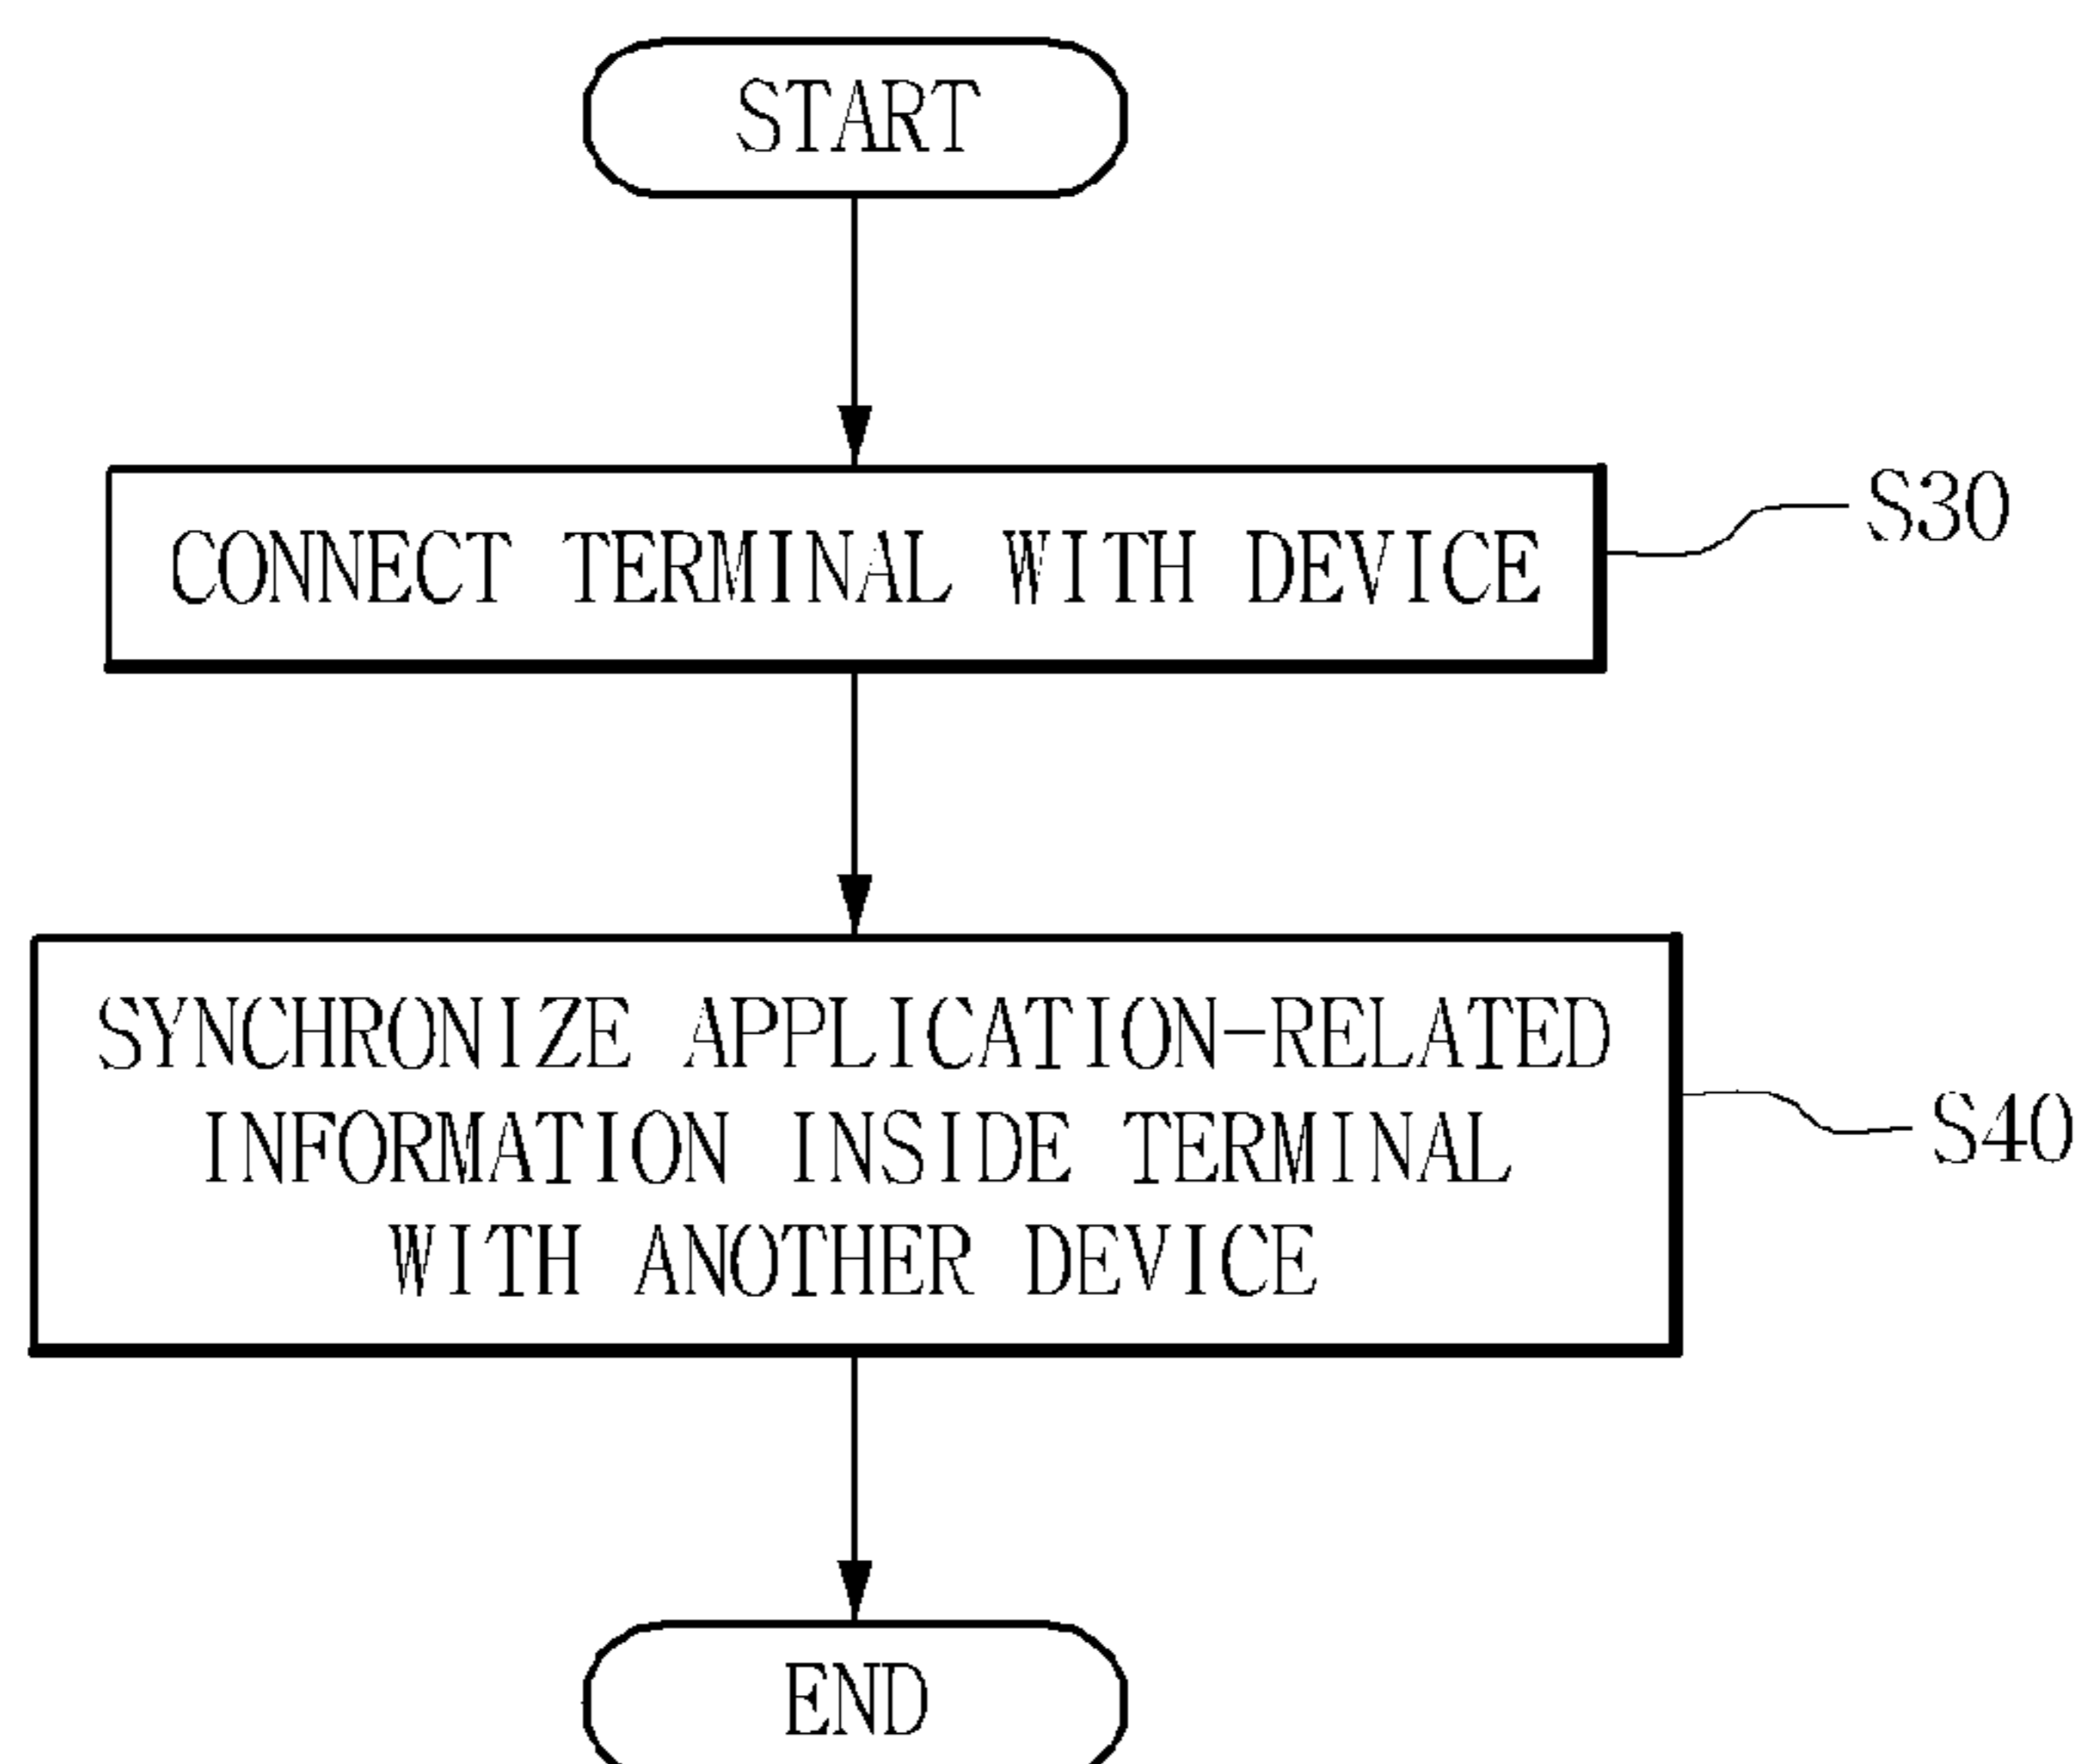 START
CONNECT TERMINAL WITH DEVICE
S30
SYNCHRONIZE APPLICATION-RELATED
INFORMATION INSIDE TERMINAL
WITH ANOTHER DEVICE
S40
END